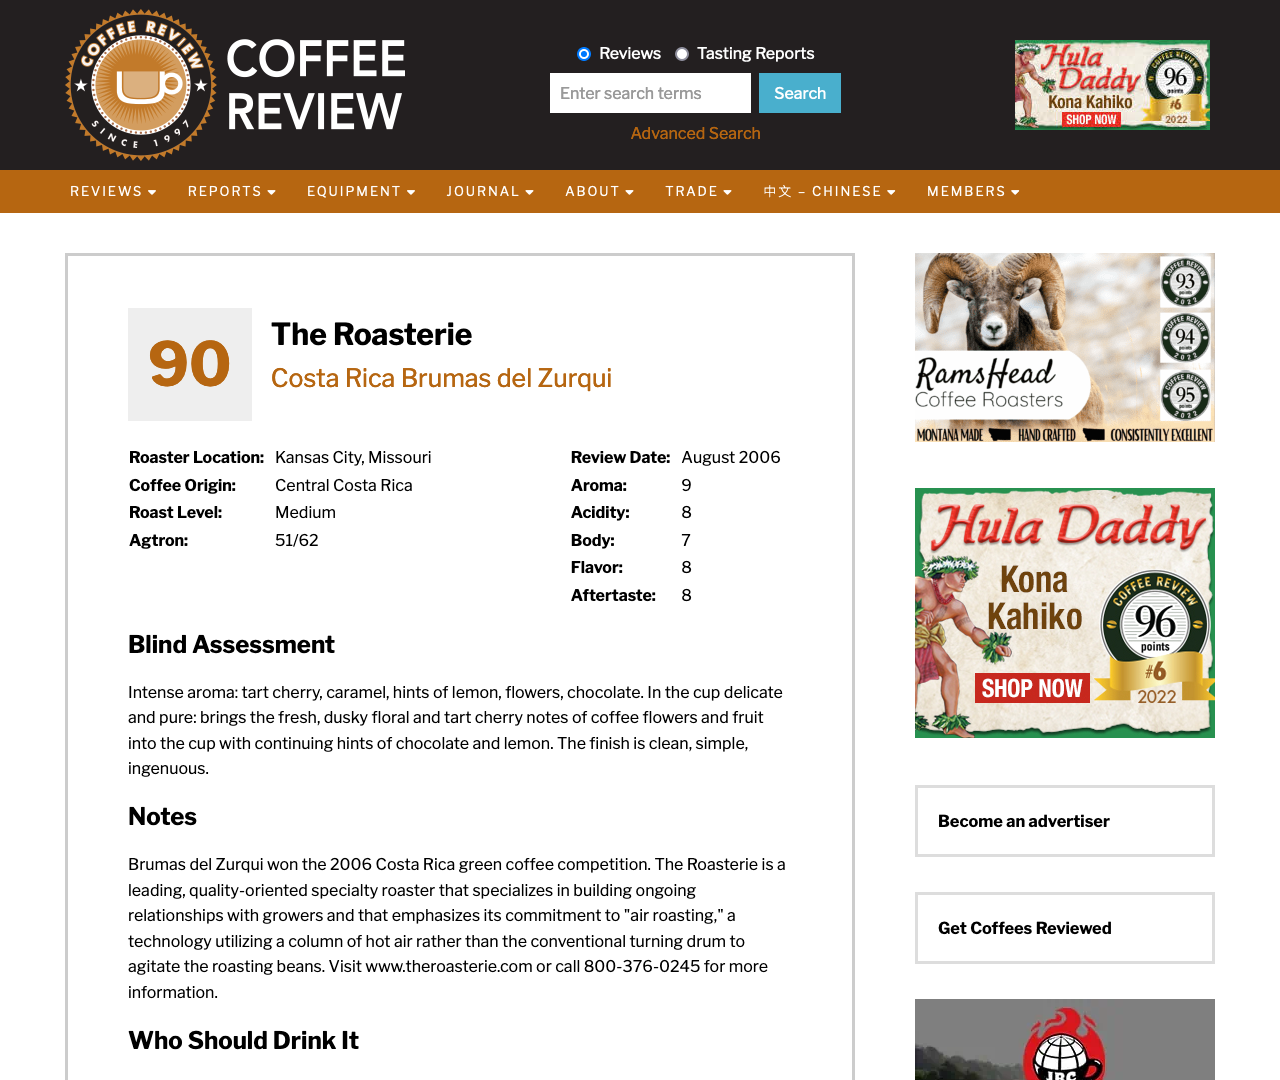 COFFEE REVIEW
SINCE 1997
COFFEE
REVIEW
Reviews Tasting Reports
Enter search terms Search
Advanced Search
Hula
Daddy
Kona Kahiko
SHOP NOW
COFFEE REVIEW
96
points
#6
2022
REVIEWS REPORTS EQUIPMENT JOURNAL ABOUT TRADE 中文 – CHINESE MEMBERS
90
The Roasterie
Costa Rica Brumas del Zurqui
Roaster Location: Kansas City, Missouri
Coffee Origin: Central Costa Rica
Roast Level: Medium
Agtron: 51/62
Review Date: August 2006
Aroma: 9
Acidity: 8
Body: 7
Flavor: 8
Aftertaste: 8
Blind Assessment
Intense aroma: tart cherry, caramel, hints of lemon, flowers, chocolate. In the cup delicate
and pure: brings the fresh, dusky floral and tart cherry notes of coffee flowers and fruit
into the cup with continuing hints of chocolate and lemon. The finish is clean, simple,
ingenuous.
Notes
Brumas del Zurqui won the 2006 Costa Rica green coffee competition. The Roasterie is a
leading, quality-oriented specialty roaster that specializes in building ongoing
relationships with growers and that emphasizes its commitment to "air roasting," a
technology utilizing a column of hot air rather than the conventional turning drum to
agitate the roasting beans. Visit www.theroasterie.com or call 800-376-0245 for more
information.
Who Should Drink It
COFFEE REVIEW
93
points
2022
COFFEE REVIEW
94
points
2022
COFFEE REVIEW
95
points
2022
RamsHead
Coffee Roasters
MONTANA MADE HAND CRAFTED CONSISTENTLY EXCELLENT
Hula Daddy
Kona
Kahiko
SHOP NOW
COFFEE REVIEW
96
points
#6
2022
Become an advertiser
Get Coffees Reviewed
JBC